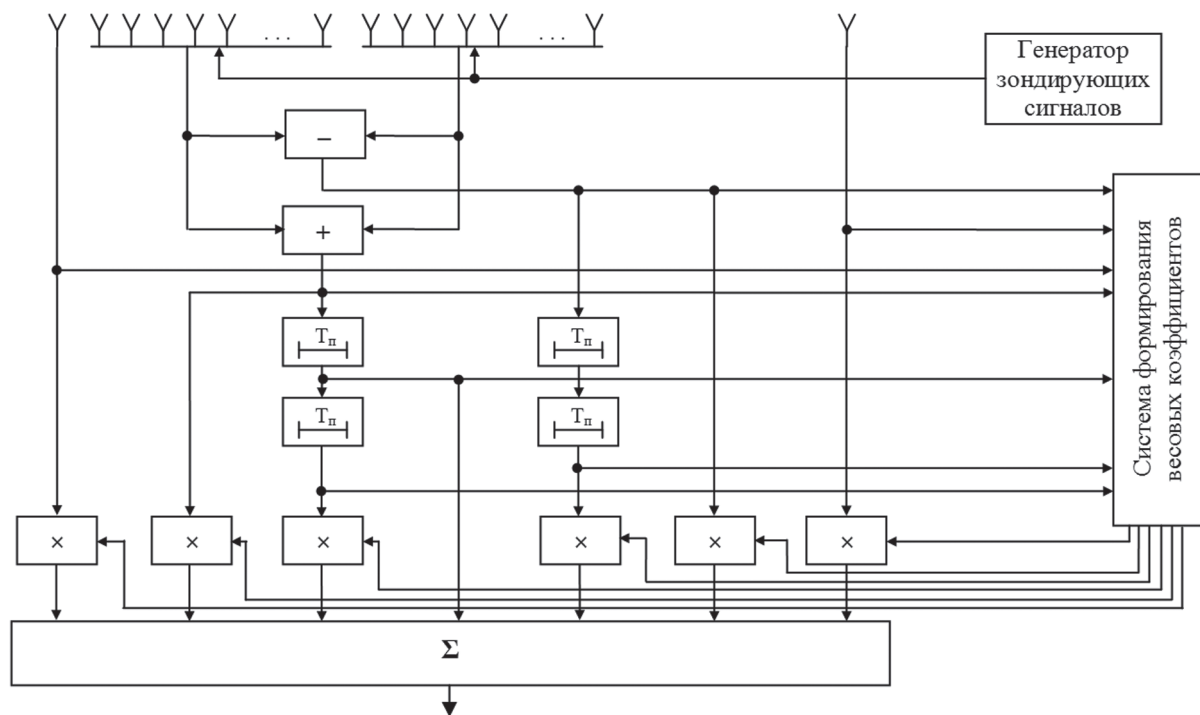 . . .
. . .
Генератор
зондирующих
сигналов
–
+
Тп
Тп
Тп
Тп
Система формирования
весовых коэффициентов
×
×
×
×
×
×
Σ